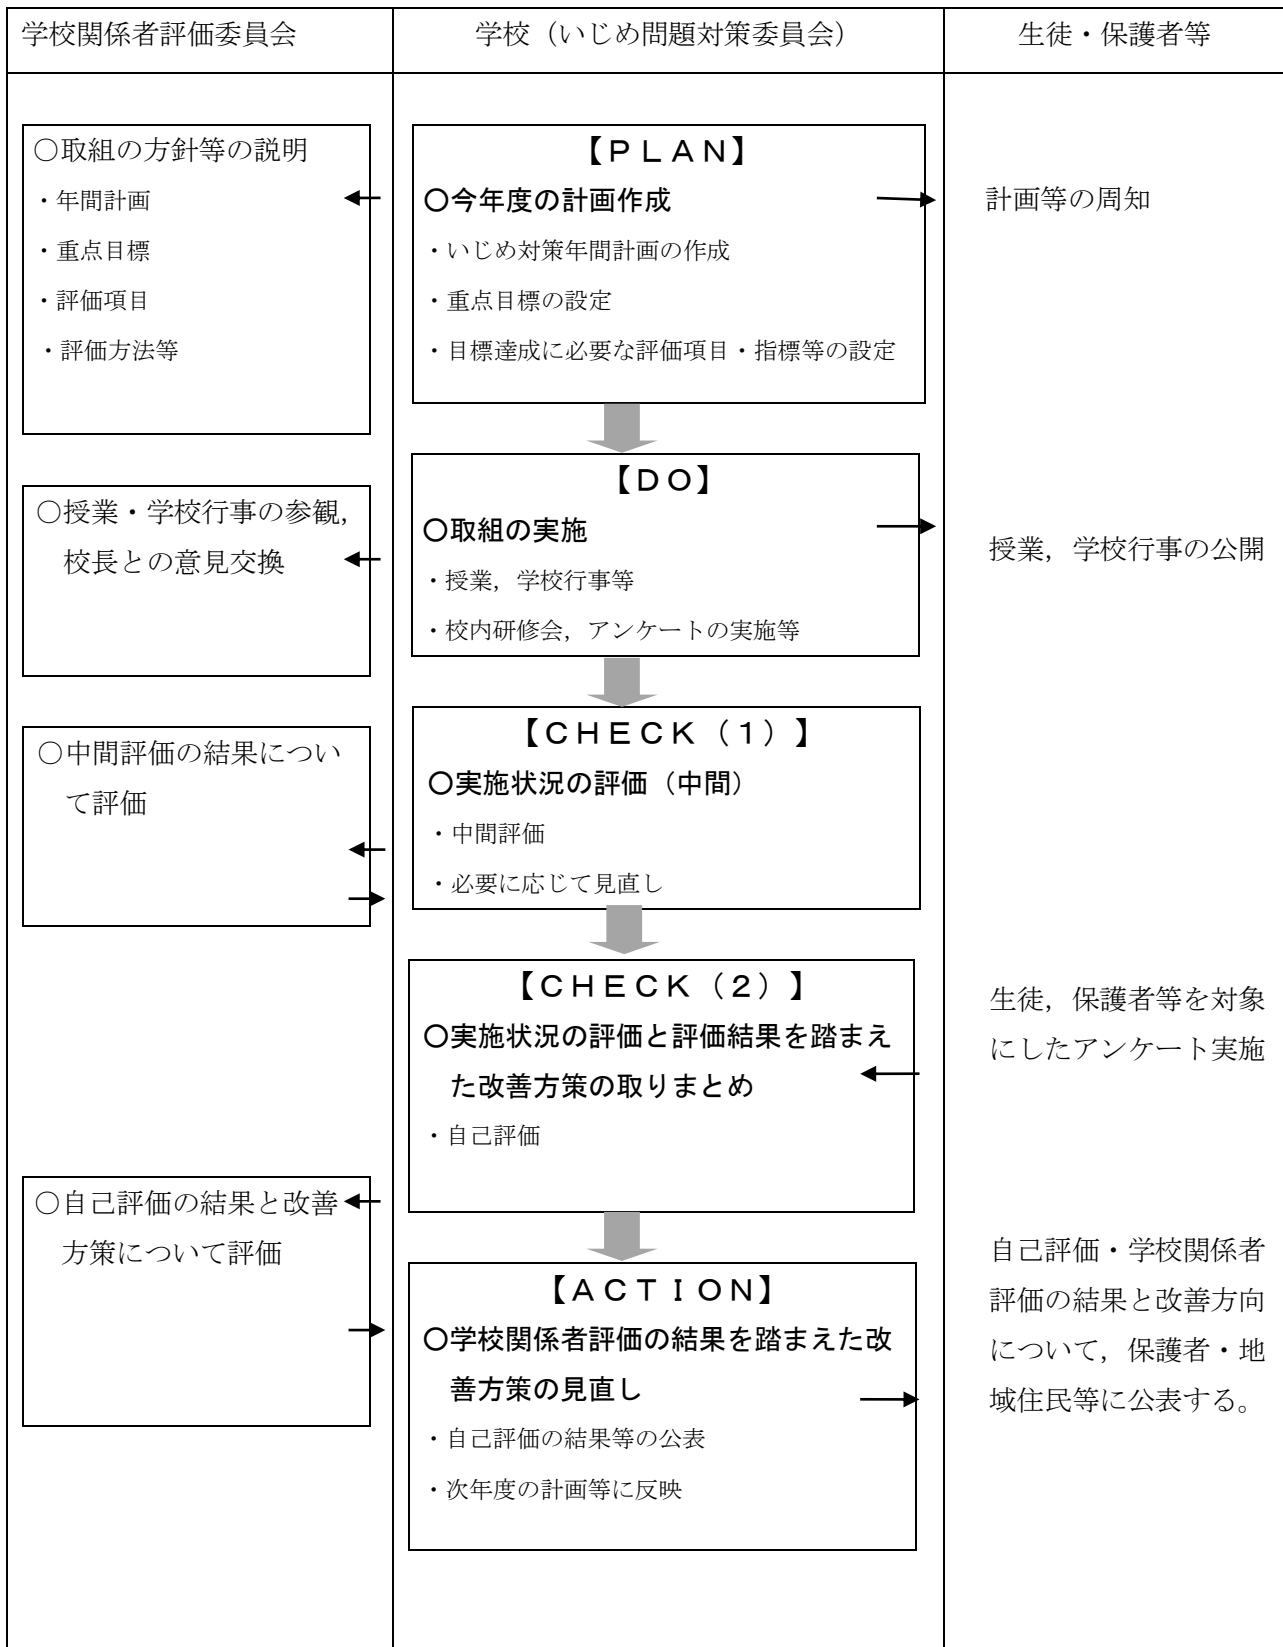 学校関係者評価委員会
学校（いじめ問題対策委員会）
生徒・保護者等
○取組の方針等の説明
・年間計画
・重点目標
・評価項目
・評価方法等
【ＰＬＡＮ】
○今年度の計画作成
・いじめ対策年間計画の作成
・重点目標の設定
・目標達成に必要な評価項目・指標等の設定
計画等の周知
○授業・学校行事の参観，
校長との意見交換
【ＤＯ】
○取組の実施
・授業，学校行事等
・校内研修会，アンケートの実施等
授業，学校行事の公開
○中間評価の結果につい
て評価
【ＣＨＥＣＫ（１）】
○実施状況の評価（中間）
・中間評価
・必要に応じて見直し
【ＣＨＥＣＫ（２）】
○実施状況の評価と評価結果を踏まえ
た改善方策の取りまとめ
・自己評価
生徒，保護者等を対象
にしたアンケート実施
○自己評価の結果と改善
方策について評価
【ＡＣＴＩＯＮ】
○学校関係者評価の結果を踏まえた改
善方策の見直し
・自己評価の結果等の公表
・次年度の計画等に反映
自己評価・学校関係者
評価の結果と改善方向
について，保護者・地
域住民等に公表する。